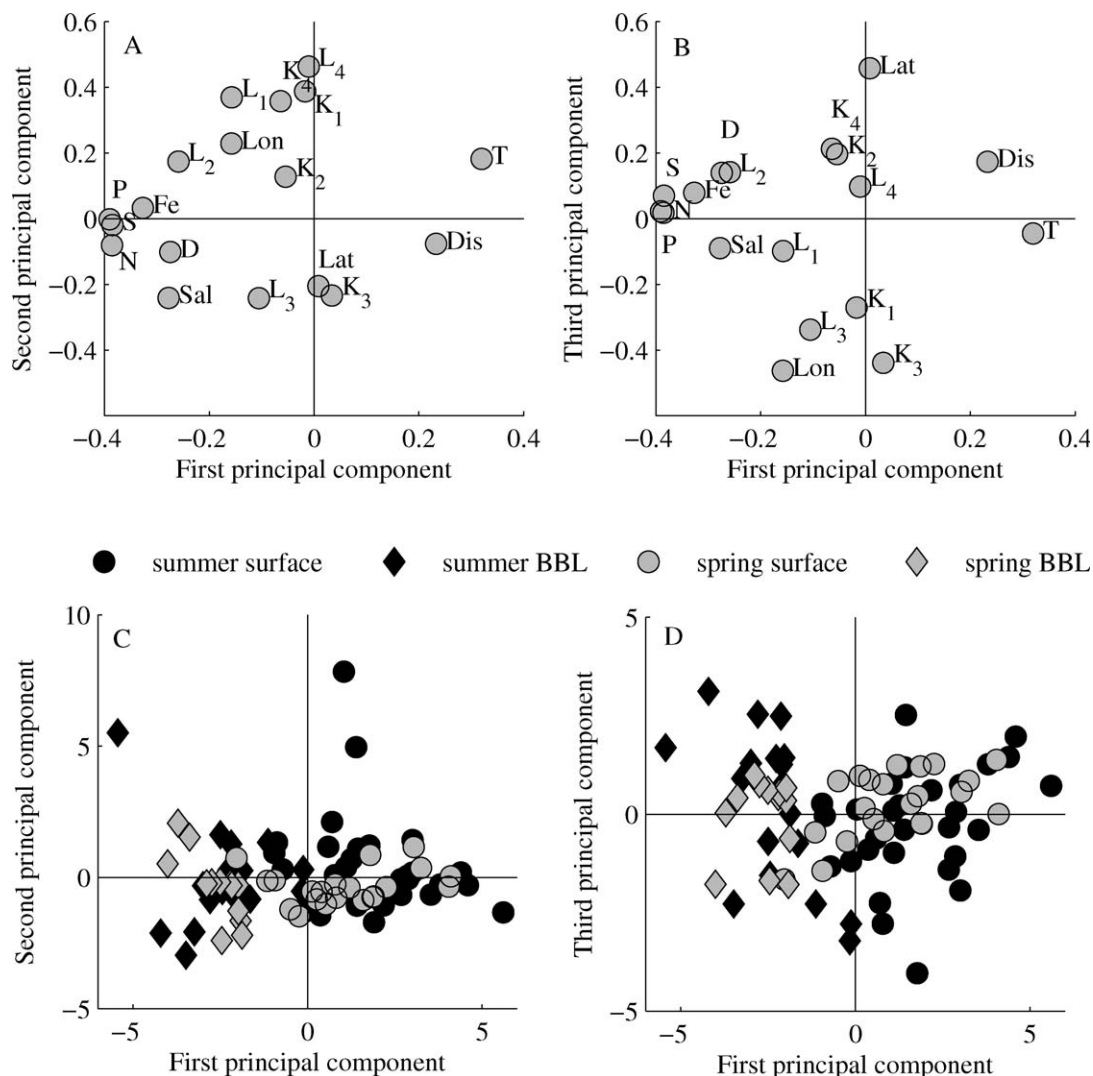 A
B
0.6
0.4
0.2
0
−0.2
−0.4
Second principal component
K4
L4
L1
K1
Lon
L2
K2
T
P
Fe
S
N
D
Dis
Lat
Sal
L3
K3
−0.4
−0.2
0
0.2
0.4
First principal component
0.6
0.4
0.2
0
−0.2
−0.4
Third principal component
Lat
K4
D
K2
Dis
S
L2
Fe
L4
N
T
P
Sal
L1
K1
L3
Lon
K3
−0.4
−0.2
0
0.2
0.4
First principal component
summer surface
summer BBL
spring surface
spring BBL
C
10
5
0
−5
Second principal component
−5
0
5
First principal component
D
5
0
−5
Third principal component
−5
0
5
First principal component